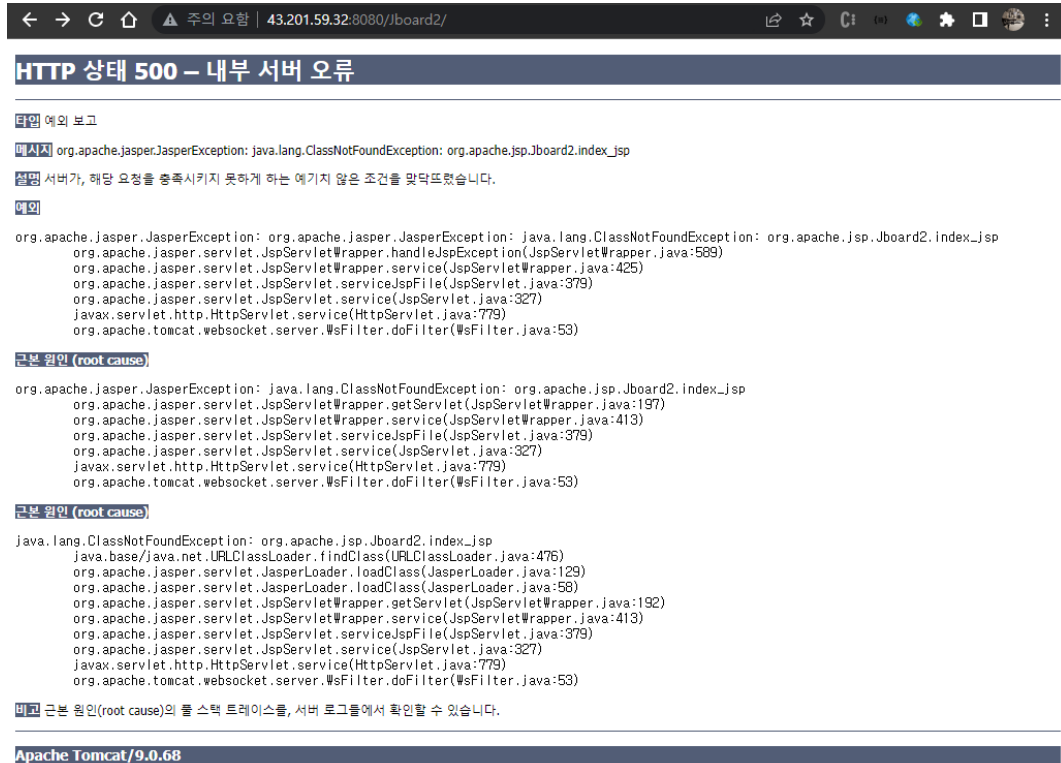 주의 요함 | 43.201.59.32:8080/Jboard2/
HTTP 상태 500 – 내부 서버 오류
타입 예외 보고
메시지 org.apache.jasper.JasperException: java.lang.ClassNotFoundException: org.apache.jsp.Jboard2.index_jsp
설명 서버가, 해당 요청을 충족시키지 못하게 하는 예기치 않은 조건을 맞닥뜨렸습니다.
예외
org.apache.jasper.JasperException: org.apache.jasper.JasperException: java.lang.ClassNotFoundException: org.apache.jsp.Jboard2.index_jsp
org.apache.jasper.servlet.JspServletWrapper.handleJspException(JspServletWrapper.java:589)
org.apache.jasper.servlet.JspServletWrapper.service(JspServletWrapper.java:425)
org.apache.jasper.servlet.JspServlet.serviceJspFile(JspServlet.java:379)
org.apache.jasper.servlet.JspServlet.service(JspServlet.java:327)
javax.servlet.http.HttpServlet.service(HttpServlet.java:779)
org.apache.tomcat.websocket.server.WsFilter.doFilter(WsFilter.java:53)
근본 원인 (root cause)
org.apache.jasper.JasperException: java.lang.ClassNotFoundException: org.apache.jsp.Jboard2.index_jsp
org.apache.jasper.servlet.JspServletWrapper.getServlet(JspServletWrapper.java:197)
org.apache.jasper.servlet.JspServletWrapper.service(JspServletWrapper.java:413)
org.apache.jasper.servlet.JspServlet.serviceJspFile(JspServlet.java:379)
org.apache.jasper.servlet.JspServlet.service(JspServlet.java:327)
javax.servlet.http.HttpServlet.service(HttpServlet.java:779)
org.apache.tomcat.websocket.server.WsFilter.doFilter(WsFilter.java:53)
근본 원인 (root cause)
java.lang.ClassNotFoundException: org.apache.jsp.Jboard2.index_jsp
java.base/java.net.URLClassLoader.findClass(URLClassLoader.java:476)
org.apache.jasper.servlet.JasperLoader.loadClass(JasperLoader.java:129)
org.apache.jasper.servlet.JasperLoader.loadClass(JasperLoader.java:58)
org.apache.jasper.servlet.JspServletWrapper.getServlet(JspServletWrapper.java:192)
org.apache.jasper.servlet.JspServletWrapper.service(JspServletWrapper.java:413)
org.apache.jasper.servlet.JspServlet.serviceJspFile(JspServlet.java:379)
org.apache.jasper.servlet.JspServlet.service(JspServlet.java:327)
javax.servlet.http.HttpServlet.service(HttpServlet.java:779)
org.apache.tomcat.websocket.server.WsFilter.doFilter(WsFilter.java:53)
비고 근본 원인(root cause)의 풀 스택 트레이스를, 서버 로그들에서 확인할 수 있습니다.
Apache Tomcat/9.0.68